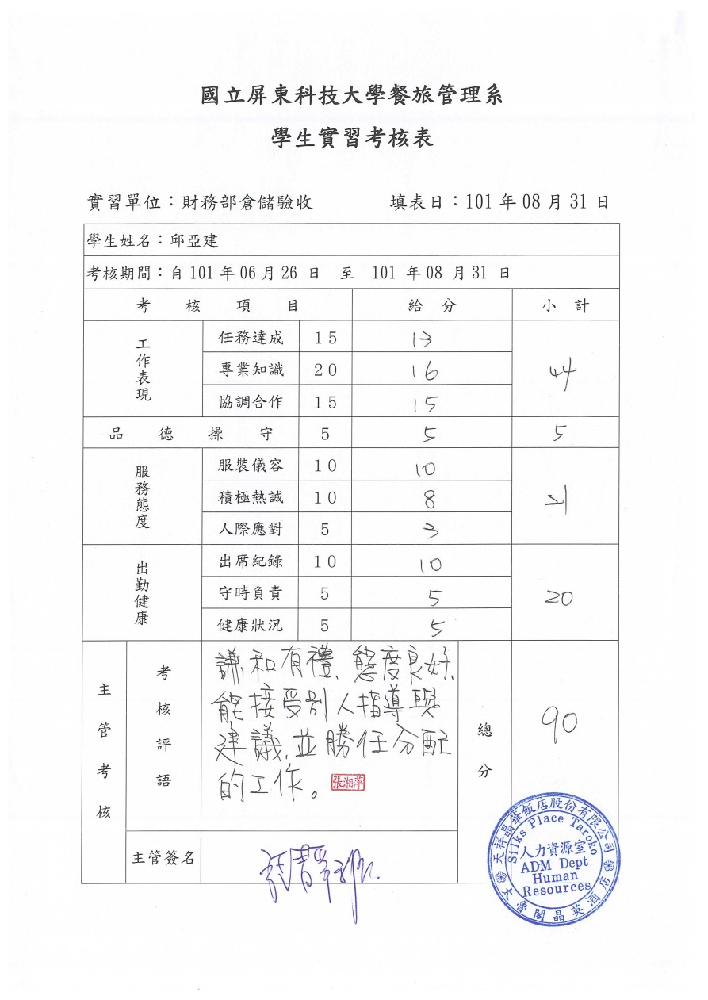 國立屏東科技大學餐旅管理系
學生實習考核表
實習單位：財務部倉儲驗收 填表日：101 年 08 月 31 日
學生姓名：邱亞建
考核期間：自 101 年 06 月 26 日 至 101 年 08 月 31 日
考核項目 給分 小計
工作表現
任務達成 15 13
專業知識 20 16
協調合作 15 15
44
品德操守 5 5 5
服務態度
服裝儀容 10 10
積極熱誠 10 8
人際應對 5 3
21
出勤健康
出席紀錄 10 10
守時負責 5 5
健康狀況 5 5
20
主管考核
考核評語
謙和有禮、態度良好、
能接受別人指導與
建議，並勝任分配
的工作。 張湘萍
總分
90
主管簽名
天祥晶華飯店股份有限公司
Silks Place Taroko
人力資源室
ADM Dept
Human
Resources
太魯閣晶英酒店